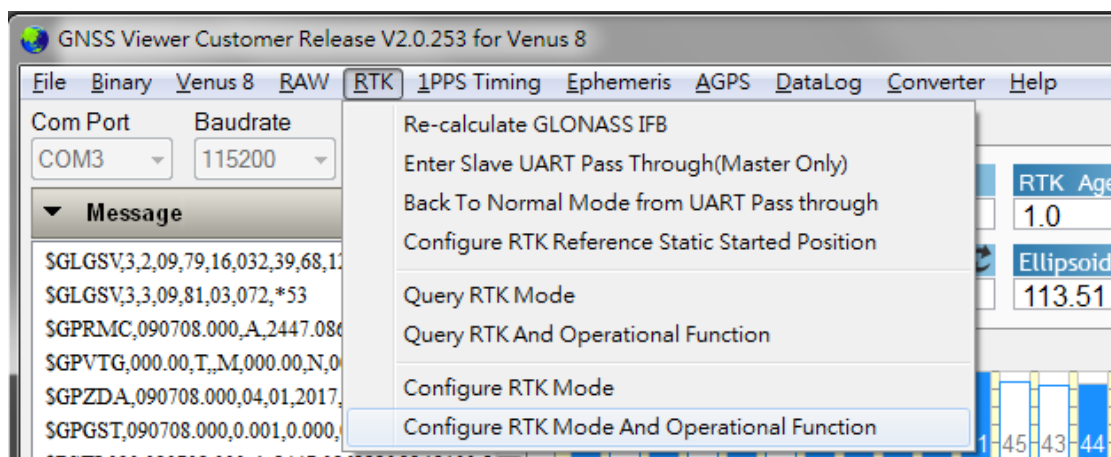 GNSS Viewer Customer Release V2.0.253 for Venus 8
File Binary Venus 8 RAW RTK 1PPS Timing Ephemeris AGPS DataLog Converter Help
Com Port Baudrate
COM3 115200
Message
$GLGSV,3,2,09,79,16,032,39,68,12
$GLGSV,3,3,09,81,03,072,*53
$GPRMC,090708.000,A,2447.086
$GPVTG,000.00,T,,M,000.00,N,00
$GPZDA,090708.000,04,01,2017,
$GPGST,090708.000,0.001,0.000,
Re-calculate GLONASS IFB
Enter Slave UART Pass Through(Master Only)
Back To Normal Mode from UART Pass through
Configure RTK Reference Static Started Position
Query RTK Mode
Query RTK And Operational Function
Configure RTK Mode
Configure RTK Mode And Operational Function
RTK Age
1.0
Ellipsoid
113.51
1 45 43 44